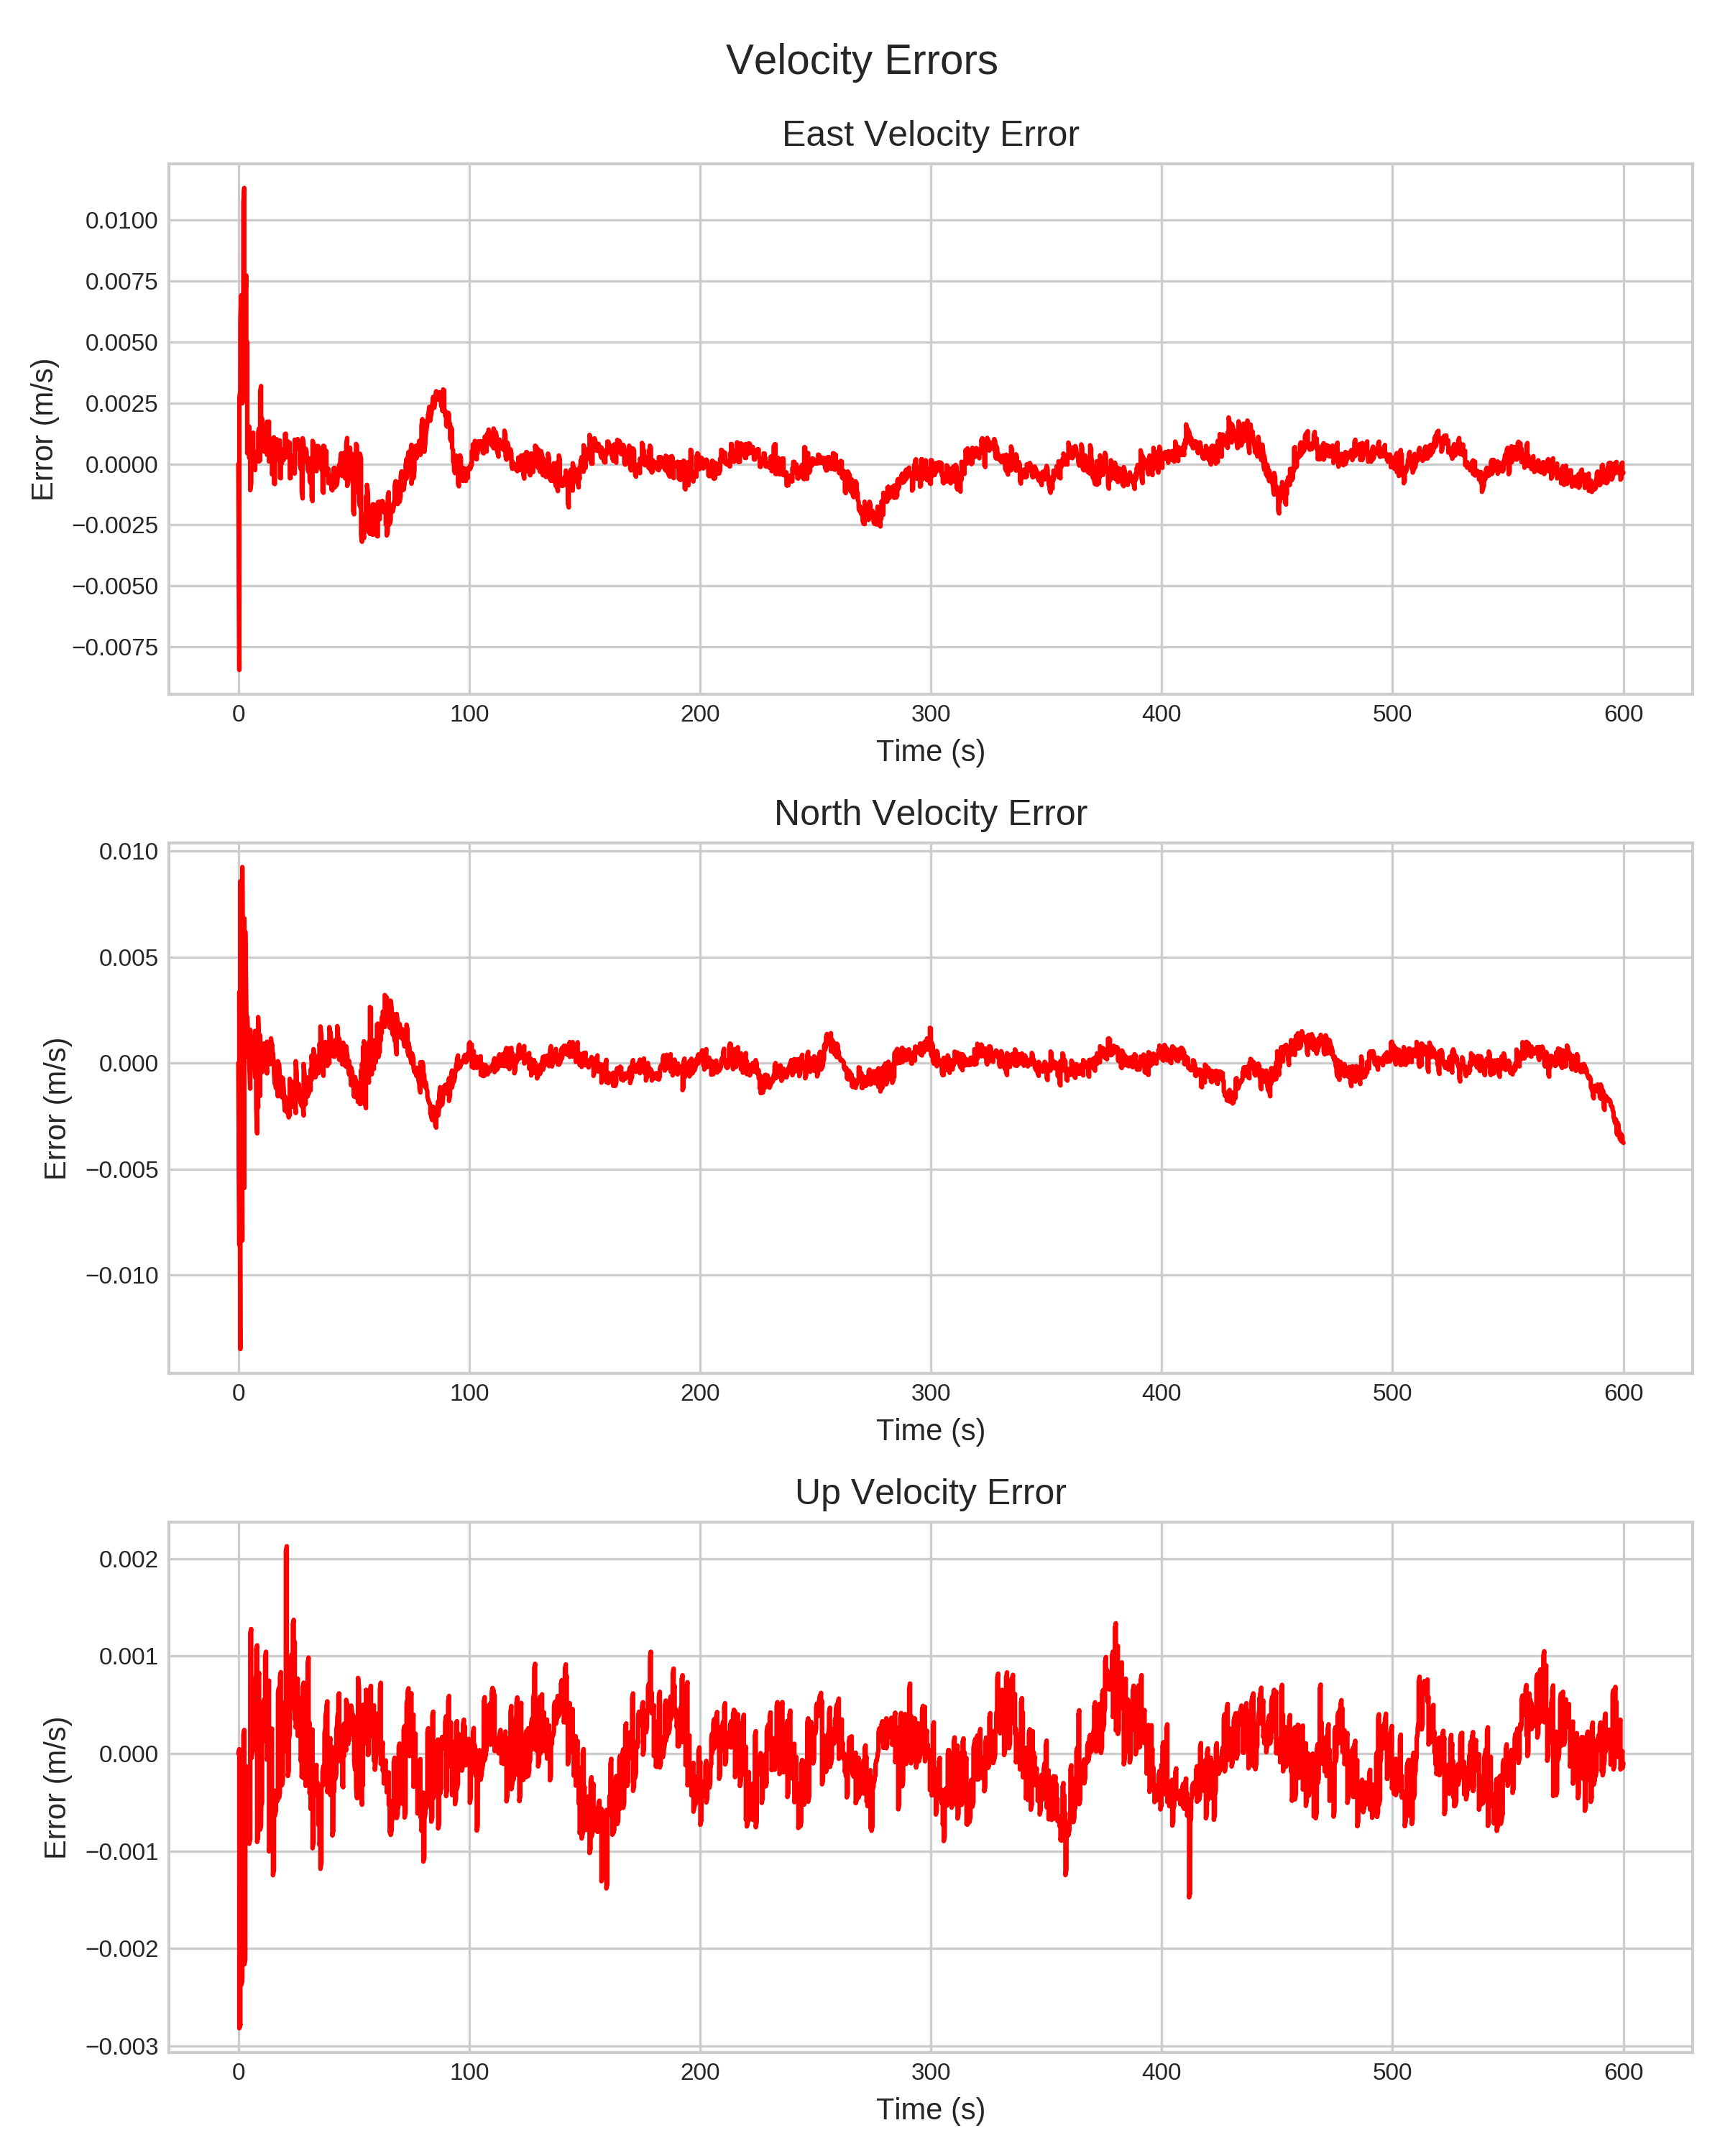 Velocity Errors
East Velocity Error
Error (m/s)
0.0100
0.0075
0.0050
0.0025
0.0000
−0.0025
−0.0050
−0.0075
0 100 200 300 400 500 600
Time (s)
North Velocity Error
Error (m/s)
0.010
0.005
0.000
−0.005
−0.010
0 100 200 300 400 500 600
Time (s)
Up Velocity Error
Error (m/s)
0.002
0.001
0.000
−0.001
−0.002
−0.003
0 100 200 300 400 500 600
Time (s)